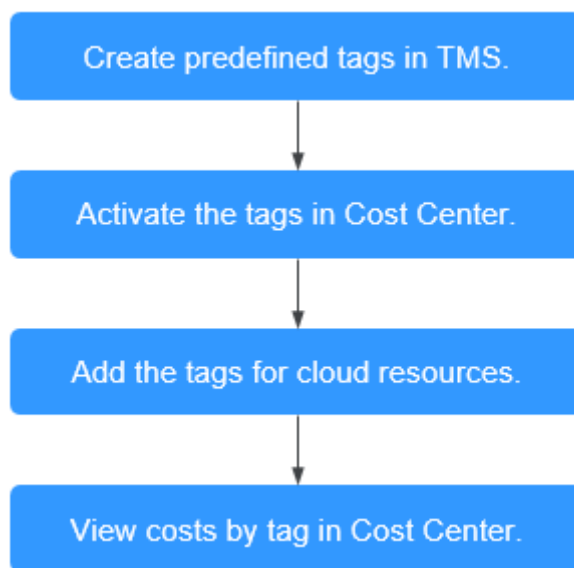 Create predefined tags in TMS.
Activate the tags in Cost Center.
Add the tags for cloud resources.
View costs by tag in Cost Center.